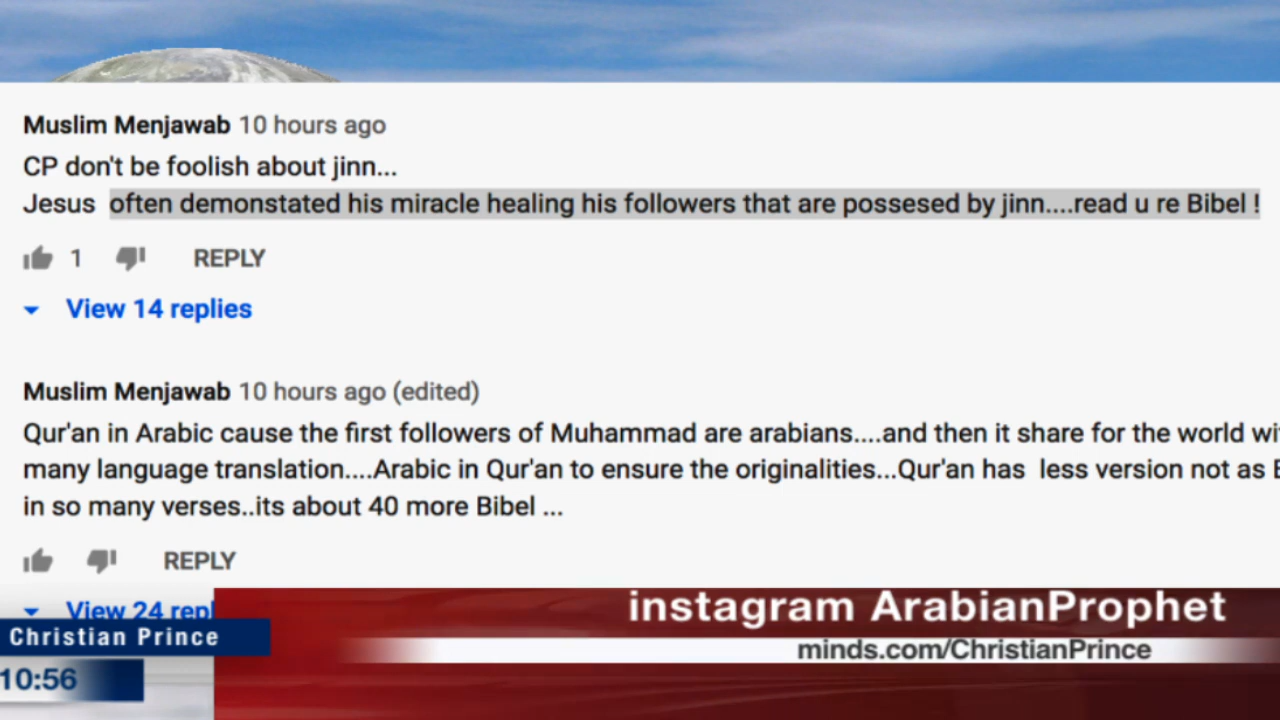 Muslim Menjawab 10 hours ago
CP don't be foolish about jinn...
Jesus often demonstated his miracle healing his followers that are possesed by jinn....read u re Bibel !
1 REPLY
View 14 replies
Muslim Menjawab 10 hours ago (edited)
Qur'an in Arabic cause the first followers of Muhammad are arabians....and then it share for the world
many language translation....Arabic in Qur'an to ensure the originalities...Qur'an has less version not as
in so many verses..its about 40 more Bibel ...
REPLY
View 24
instagram ArabianProphet
Christian Prince
minds.com/ChristianPrince
10:56